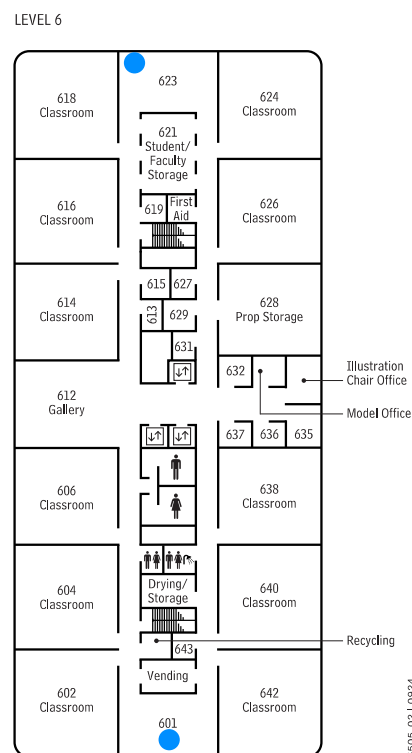 LEVEL 6
623
618
Classroom
624
Classroom
621
Student/
Faculty
Storage
616
Classroom
619
First
Aid
626
Classroom
615
627
614
Classroom
613
629
628
Prop Storage
631
632
Illustration
Chair Office
612
Gallery
Model Office
637
636
635
606
Classroom
638
Classroom
604
Classroom
Drying/
Storage
640
Classroom
643
Recycling
Vending
602
Classroom
601
642
Classroom